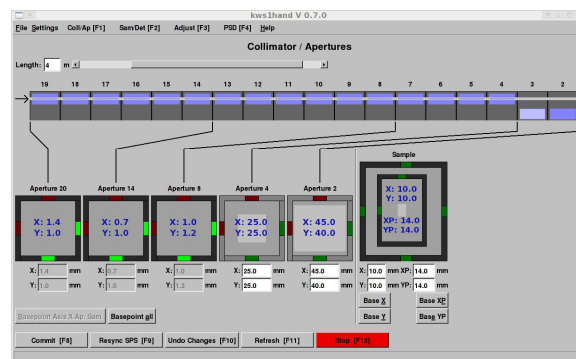 kws1hand V 0.7.0
File Settings Coll/Ap [F1] Sam/Det [F2] Adjust [F3] PSD [F4] Help
Collimator / Apertures
Length: 4 m
19 18 17 16 15 14 13 12 11 10 9 8 7 6 5 4 3 2
Sample
Aperture 20 Aperture 14 Aperture 8 Aperture 4 Aperture 2
X: 10.0
Y: 10.0
X: 1.4 X: 0.7 X: 1.0 X: 25.0 X: 45.0
Y: 1.0 Y: 1.0 Y: 1.2 Y: 25.0 Y: 40.0
XP: 14.0
YP: 14.0
X: 1.4 mm X: 0.7 mm X: 1.0 mm X: 25.0 mm X: 45.0 mm X: 10.0 mm XP: 14.0 mm
Y: 1.0 mm Y: 1.0 mm Y: 1.2 mm Y: 25.0 mm Y: 40.0 mm Y: 10.0 mm YP: 14.0 mm
Base X Base XP
Basepoint Axis X Ap. Sam. Basepoint all Base Y Base YP
Commit [F8] Resync SPS [F9] Undo Changes [F10] Refresh [F11] Stop [F12]